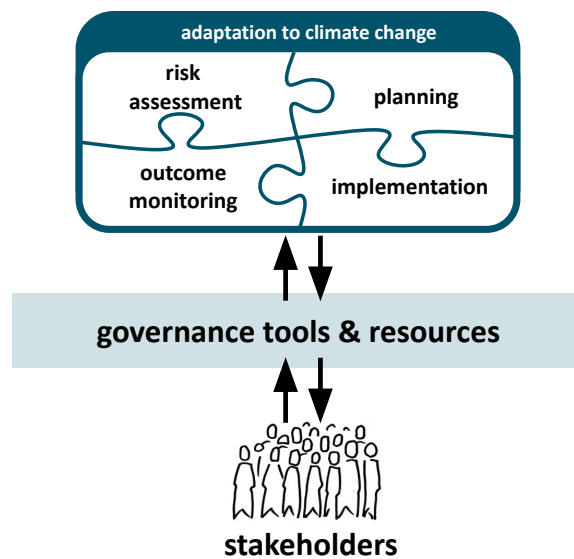 adaptation to climate change
risk
assessment
planning
outcome
monitoring
implementation
governance tools & resources
stakeholders